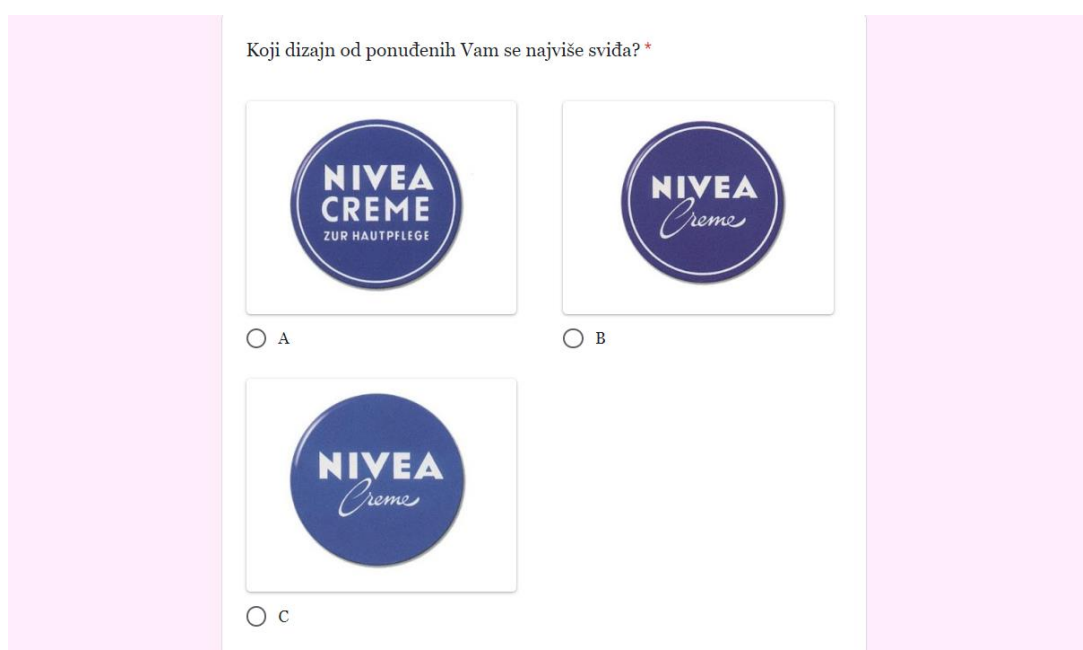 Koji dizajn od ponuđenih Vam se najviše sviđa? *
NIVEA
CREME
ZUR HAUTPFLEGE
NIVEA
Creme
A
B
NIVEA
Creme
C